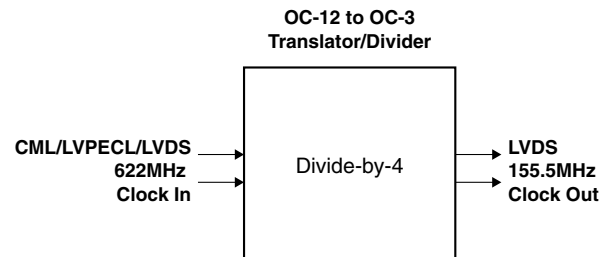 OC-12 to OC-3
Translator/Divider
CML/LVPECL/LVDS
622MHz
Clock In
Divide-by-4
LVDS
155.5MHz
Clock Out